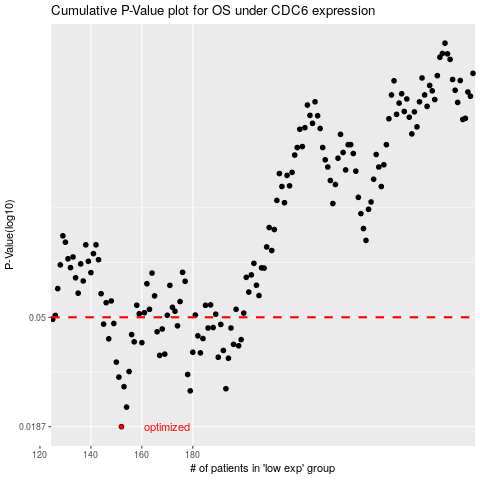 Cumulative P-Value plot for OS under CDC6 expression
P-Value(log10)
0.05
0.0187
optimized
120 140 160 180
# of patients in 'low exp' group